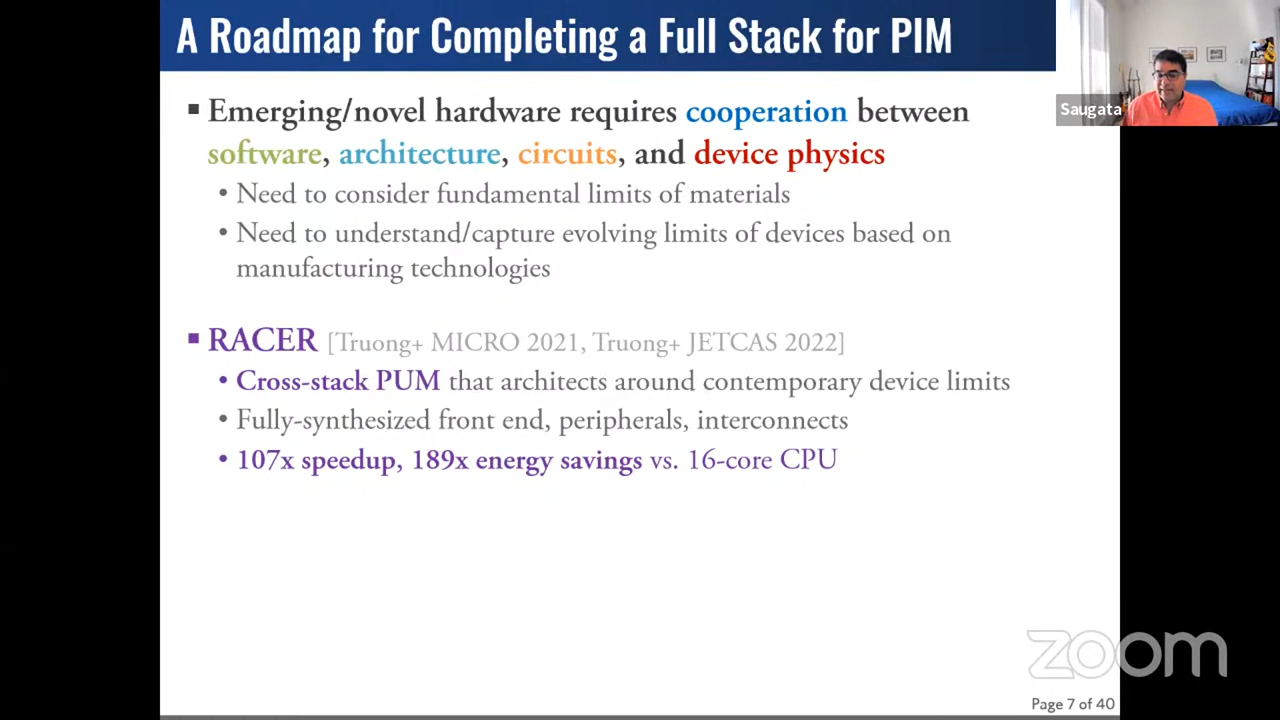 A Roadmap for Completing a Full Stack for PIM
Saugata
▪ Emerging/novel hardware requires cooperation between
software, architecture, circuits, and device physics
• Need to consider fundamental limits of materials
• Need to understand/capture evolving limits of devices based on
manufacturing technologies
▪ RACER [Truong+ MICRO 2021, Truong+ JETCAS 2022]
• Cross-stack PUM that architects around contemporary device limits
• Fully-synthesized front end, peripherals, interconnects
• 107x speedup, 189x energy savings vs. 16-core CPU
zoom
Page 7 of 40